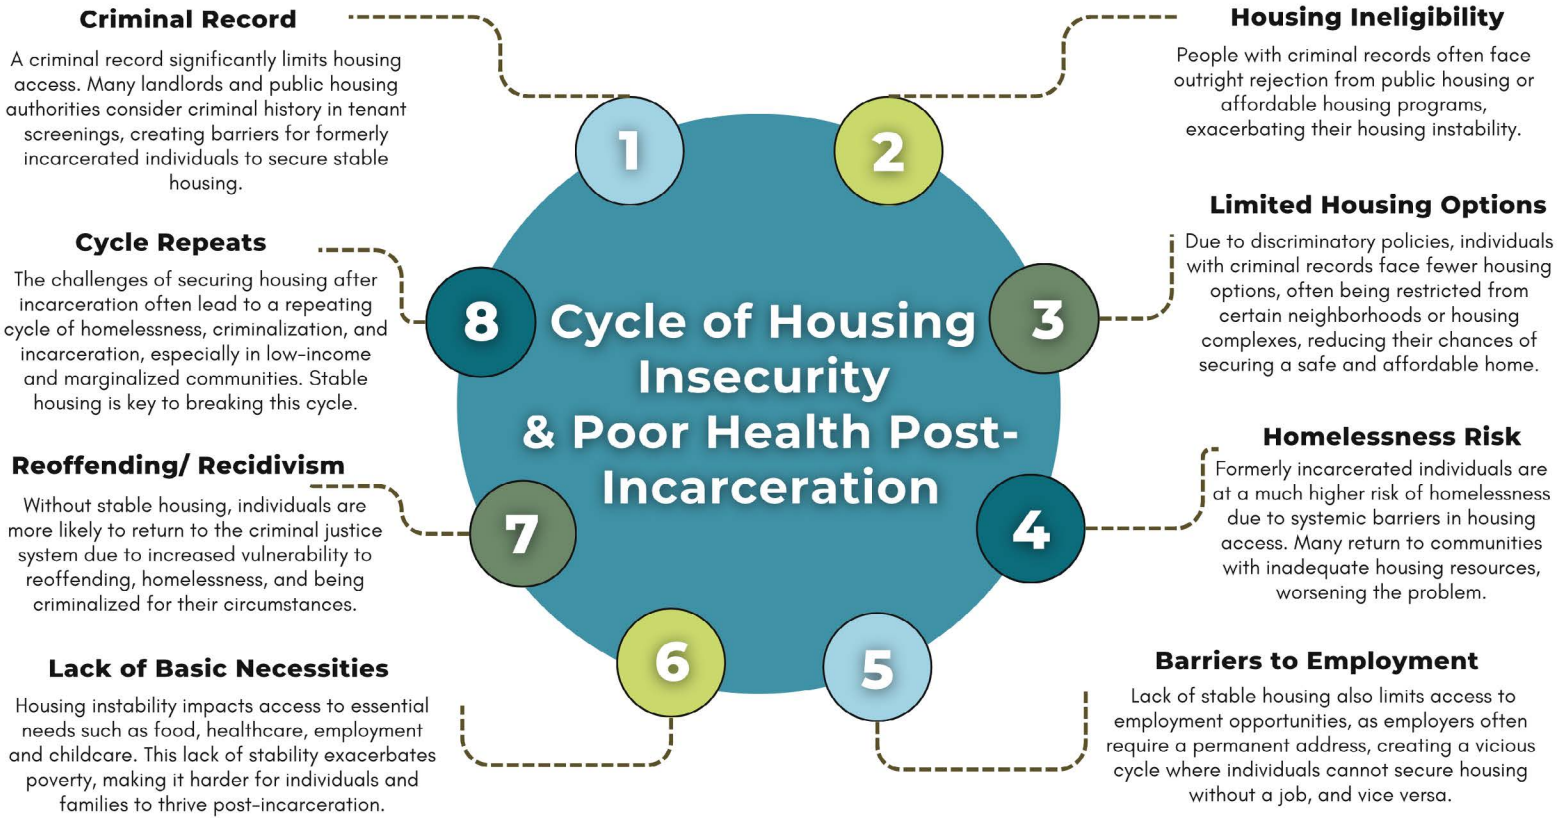 Criminal Record
A criminal record significantly limits housing
access. Many landlords and public housing
authorities consider criminal history in tenant
screenings, creating barriers for formerly
incarcerated individuals to secure stable
housing.
1
Housing Ineligibility
People with criminal records often face
outright rejection from public housing or
affordable housing programs,
exacerbating their housing instability.
2
Limited Housing Options
Due to discriminatory policies, individuals
with criminal records face fewer housing
options, often being restricted from
certain neighborhoods or housing
complexes, reducing their chances of
securing a safe and affordable home.
3
Homelessness Risk
Formerly incarcerated individuals are
at a much higher risk of homelessness
due to systemic barriers in housing
access. Many return to communities
with inadequate housing resources,
worsening the problem.
4
Barriers to Employment
Lack of stable housing also limits access to
employment opportunities, as employers often
require a permanent address, creating a vicious
cycle where individuals cannot secure housing
without a job, and vice versa.
5
Lack of Basic Necessities
Housing instability impacts access to essential
needs such as food, healthcare, employment
and childcare. This lack of stability exacerbates
poverty, making it harder for individuals and
families to thrive post-incarceration.
6
Reoffending/ Recidivism
Without stable housing, individuals are
more likely to return to the criminal justice
system due to increased vulnerability to
reoffending, homelessness, and being
criminalized for their circumstances.
7
Cycle Repeats
The challenges of securing housing after
incarceration often lead to a repeating
cycle of homelessness, criminalization, and
incarceration, especially in low-income
and marginalized communities. Stable
housing is key to breaking this cycle.
8
Cycle of Housing
Insecurity
& Poor Health Post-
Incarceration